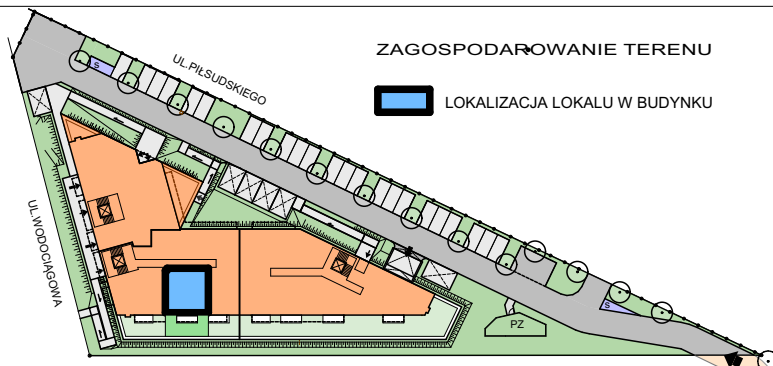 ZAGOSPODAROWANIE TERENU
LOKALIZACJA LOKALU W BUDYNKU
UL.PIŁSUDSKIEGO
S
UL.WODOCIĄGOWA
S
PZ